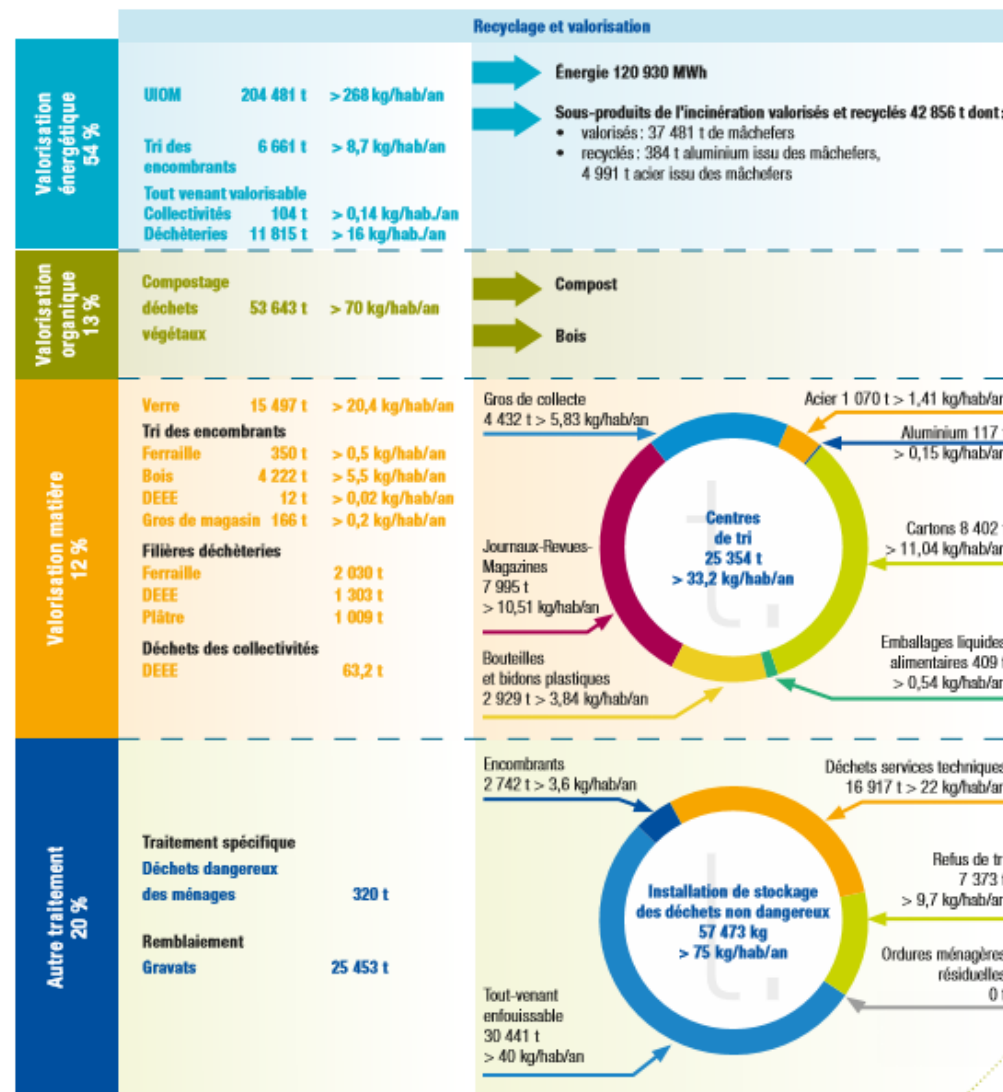 Recyclage et valorisation
Valorisation
énergétique
54 %
UIOM 204 481 t > 268 kg/hab/an
Tri des 6 661 t > 8,7 kg/hab/an
encombrants
Tout venant valorisable
Collectivités 104 t > 0,14 kg/hab./an
Déchèteries 11 815 t > 16 kg/hab./an
Énergie 120 930 MWh
Sous-produits de l'incinération valorisés et recyclés 42 856 t dont :
• valorisés : 37 481 t de mâchefers
• recyclés : 384 t aluminium issu des mâchefers,
4 991 t acier issu des mâchefers
Valorisation
organique
13 %
Compostage
déchets 53 643 t > 70 kg/hab/an
végétaux
Compost
Bois
Valorisation matière
12 %
Verre 15 497 t > 20,4 kg/hab/an
Tri des encombrants
Ferraille 350 t > 0,5 kg/hab/an
Bois 4 222 t > 5,5 kg/hab/an
DEEE 12 t > 0,02 kg/hab/an
Gros de magasin 166 t > 0,2 kg/hab/an
Filières déchèteries
Ferraille 2 030 t
DEEE 1 303 t
Plâtre 1 009 t
Déchets des collectivités
DEEE 63,2 t
Gros de collecte
4 432 t > 5,83 kg/hab/an
Acier 1 070 t > 1,41 kg/hab/an
Aluminium 117 t
> 0,15 kg/hab/an
Centres
de tri
25 354 t
> 33,2 kg/hab/an
Cartons 8 402 t
> 11,04 kg/hab/an
Journaux-Revues-
Magazines
7 995 t
> 10,51 kg/hab/an
Bouteilles
et bidons plastiques
2 929 t > 3,84 kg/hab/an
Emballages liquides
alimentaires 409 t
> 0,54 kg/hab/an
Autre traitement
20 %
Traitement spécifique
Déchets dangereux
des ménages 320 t
Remblaiement
Gravats 25 453 t
Encombrants
2 742 t > 3,6 kg/hab/an
Déchets services techniques
16 917 t > 22 kg/hab/an
Installation de stockage
des déchets non dangereux
57 473 kg
> 75 kg/hab/an
Refus de tri
7 373 t
> 9,7 kg/hab/an
Ordures ménagères
résiduelles
0 t
Tout-venant
enfouissable
30 441 t
> 40 kg/hab/an